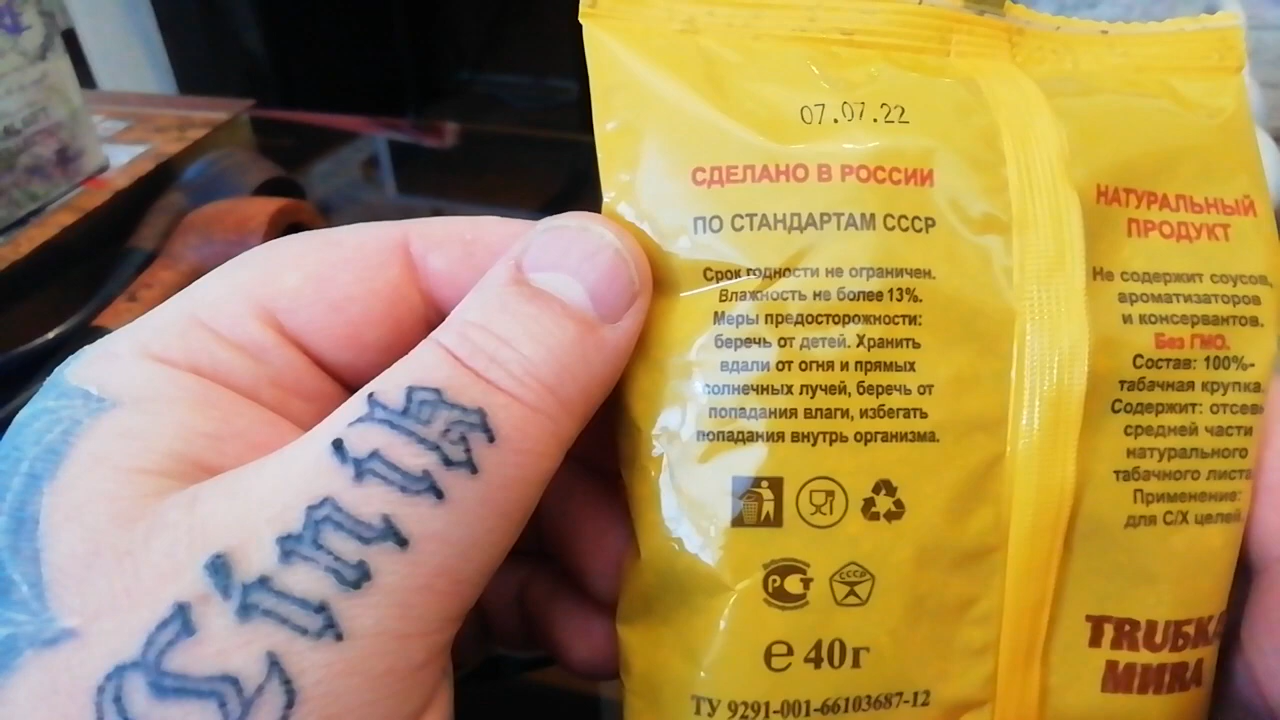 07.07.22
СДЕЛАНО В РОССИИ
ПО СТАНДАРТАМ СССР
Срок годности не ограничен.
Влажность не более 13%.
Меры предосторожности:
беречь от детей. Хранить
вдали от огня и прямых
солнечных лучей, беречь от
попадания влаги, избегать
попадания внутрь организма.
РСТ
СССР
e 40г
ТУ 9291-001-66103687-12
НАТУРАЛЬНЫЙ
ПРОДУКТ
Не содержит соусов,
ароматизаторов
и консервантов.
Без ГМО.
Состав: 100%-
табачная крупка.
Содержит: отсев
средней части
натурального
табачного листа
Применение:
для С/Х целей.
TRUБКА
МИRA